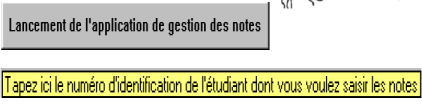 Lancement de l'application de gestion des notes
Tapez ici le numéro d'identification de l'étudiant dont vous voulez saisir les notes